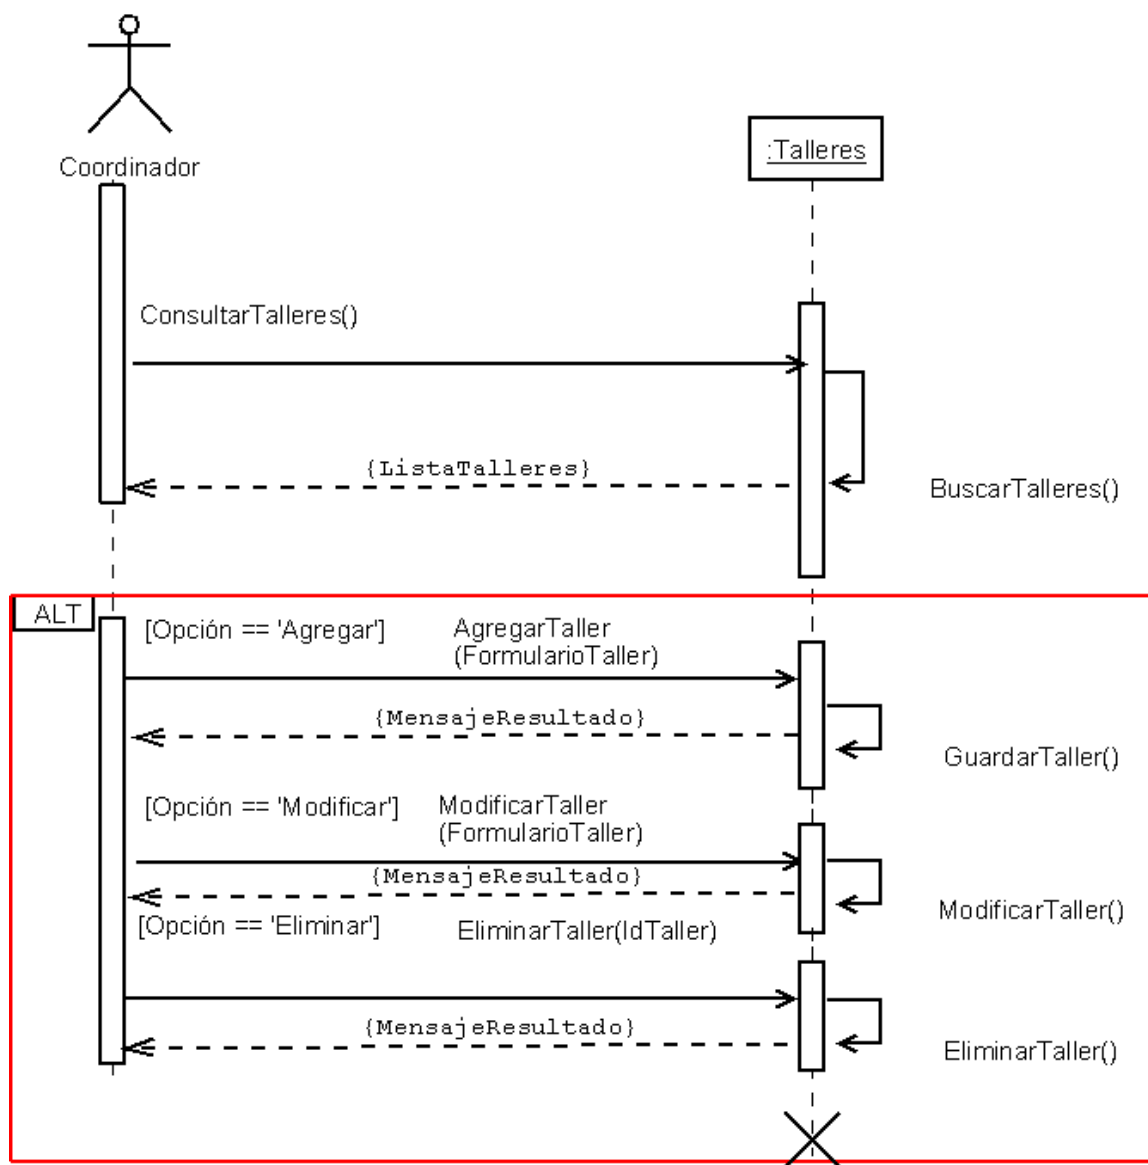 Coordinador
:Talleres
ConsultarTalleres()
{ListaTalleres}
BuscarTalleres()
ALT
[Opción == 'Agregar']
AgregarTaller
(FormularioTaller)
{MensajeResultado}
GuardarTaller()
[Opción == 'Modificar']
ModificarTaller
(FormularioTaller)
{MensajeResultado}
ModificarTaller()
[Opción == 'Eliminar']
EliminarTaller(IdTaller)
{MensajeResultado}
EliminarTaller()